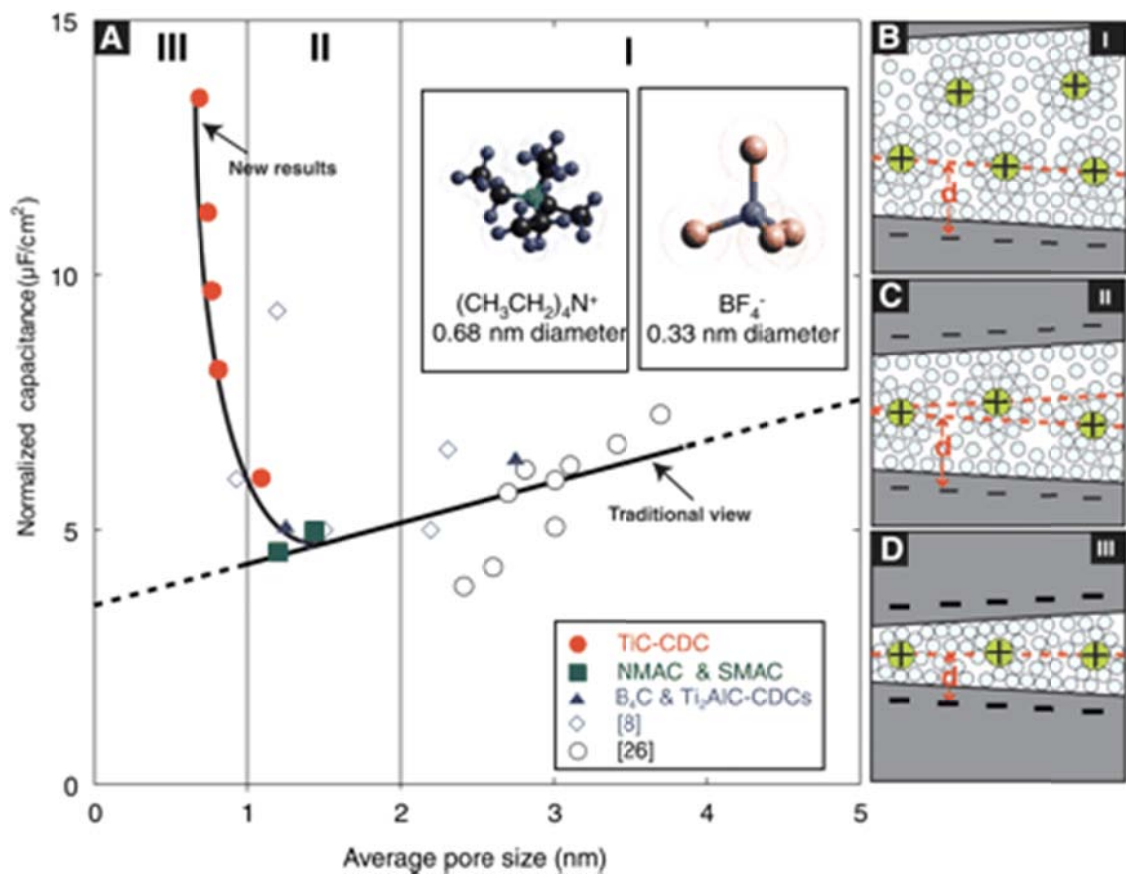 15
A
III
II
I
New results
(CH₃CH₂)₄N⁺
0.68 nm diameter
BF₄⁻
0.33 nm diameter
10
Normalized capacitance(µF/cm²)
5
Traditional view
TiC-CDC
NMAC & SMAC
B₄C & Ti₂AlC-CDCs
[8]
[26]
0
0 1 2 3 4 5
Average pore size (nm)
B
I
+ +
+ + +
d
– – – –
C
II
– – – – –
+ + +
d
– – – – –
D
III
– – – – –
+ + +
d
– – – – –